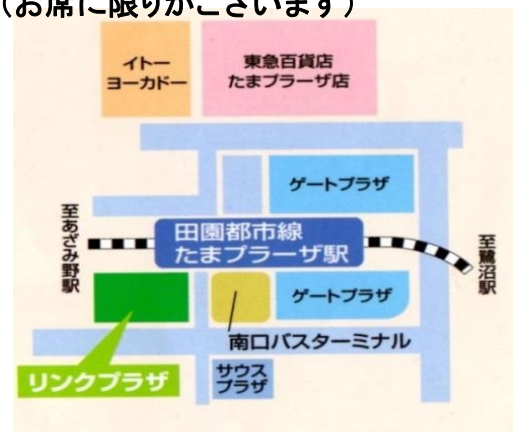 (お席に限りがございます)
イトー
ヨーカドー
東急百貨店
たまプラーザ店
ゲートプラザ
至あざみ野駅
田園都市線
たまプラーザ駅
至鷺沼駅
ゲートプラザ
南口バスターミナル
リンクプラザ
サウス
プラザ